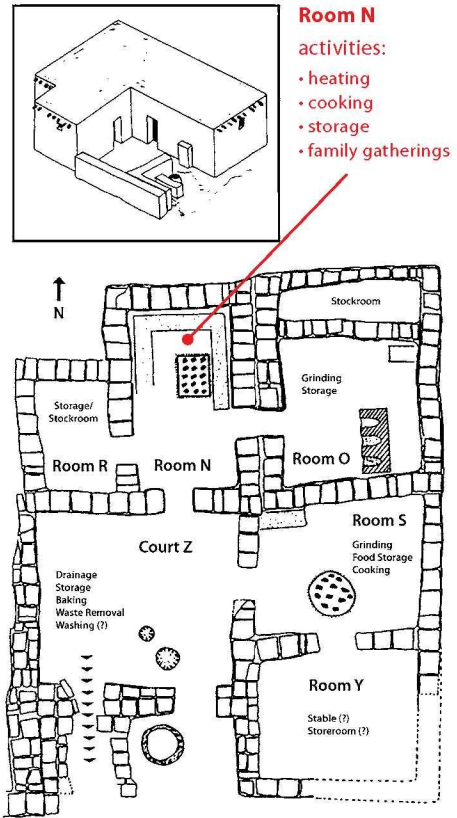 Room N
activities:
• heating
• cooking
• storage
• family gatherings
N
Stockroom
Grinding
Storage
Storage/
Stockroom
Room R
Room N
Room O
Room S
Grinding
Food Storage
Cooking
Court Z
Drainage
Storage
Baking
Waste Removal
Washing (?)
Room Y
Stable (?)
Storeroom (?)